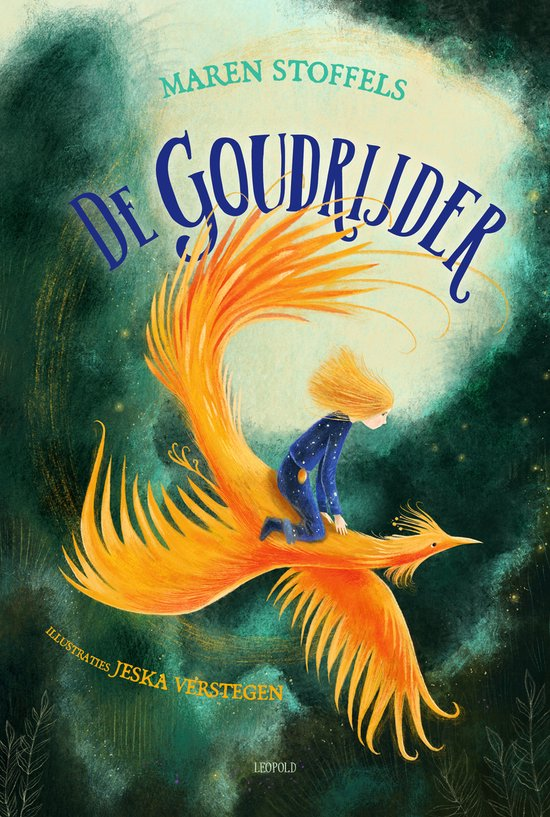 MAREN STOFFELS
DE GOUDRIJDER
ILLUSTRATIES JESKA VERSTEGEN
LEOPOLD